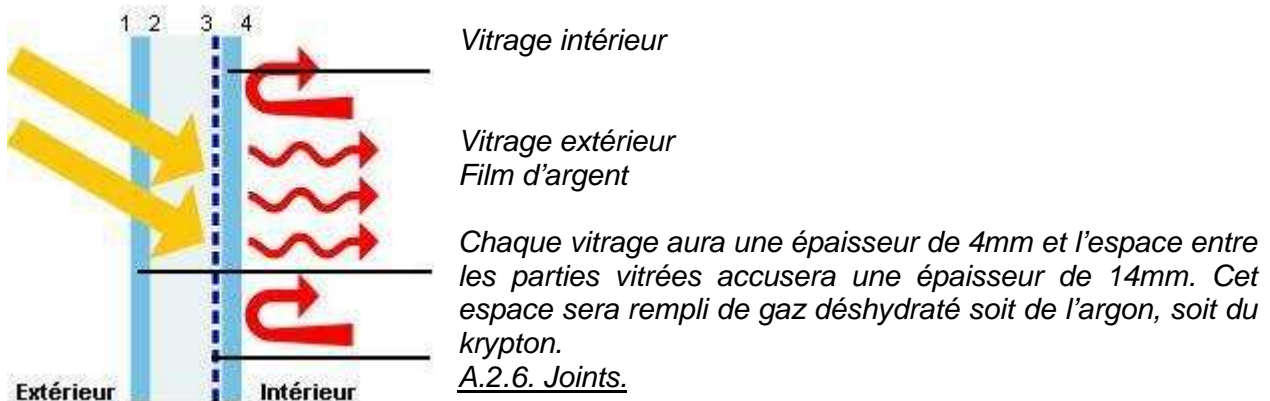 1 2 3 4
Vitrage intérieur
Vitrage extérieur
Film d'argent
Chaque vitrage aura une épaisseur de 4mm et l'espace entre
les parties vitrées accusera une épaisseur de 14mm. Cet
espace sera rempli de gaz déshydraté soit de l'argon, soit du
krypton.
A.2.6. Joints.
Extérieur Intérieur